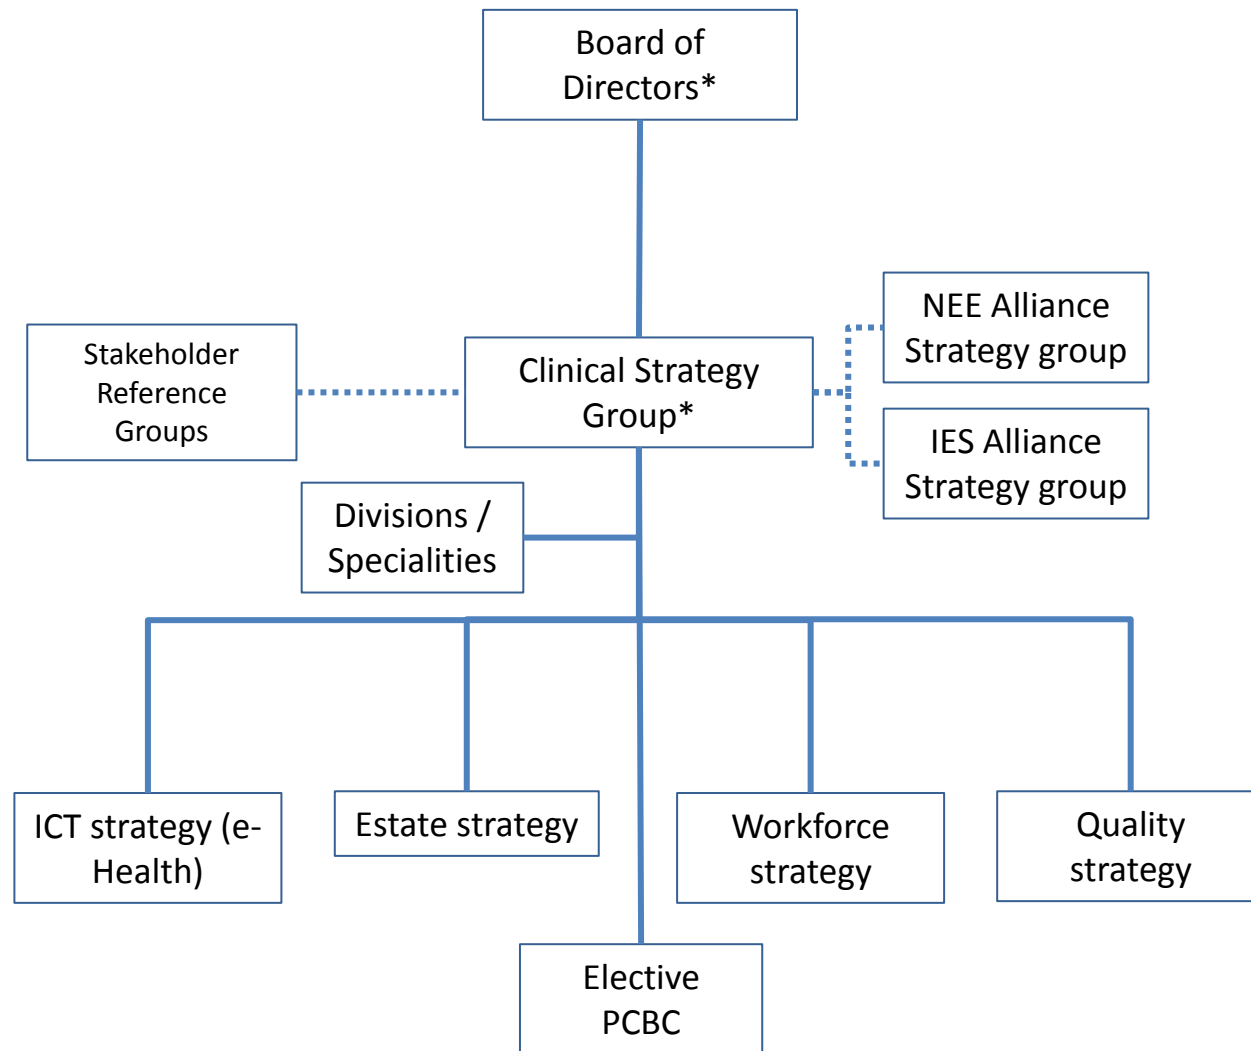 Board of
Directors*
NEE Alliance
Strategy group
Stakeholder
Reference
Groups
Clinical Strategy
Group*
IES Alliance
Strategy group
Divisions /
Specialities
ICT strategy (e-
Health)
Estate strategy
Workforce
strategy
Quality
strategy
Elective
PCBC